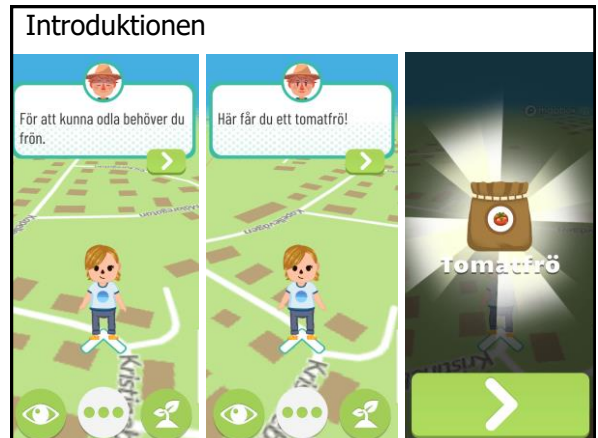 Introduktionen
För att kunna odla behöver du
frön.
Här får du ett tomatfrö!
Tomatfrö